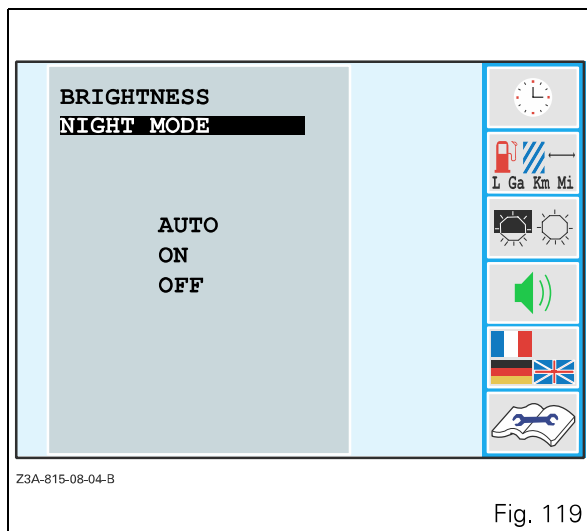 BRIGHTNESS
NIGHT MODE
AUTO
ON
OFF
L Ga Km Mi
Z3A-815-08-04-B
Fig. 119